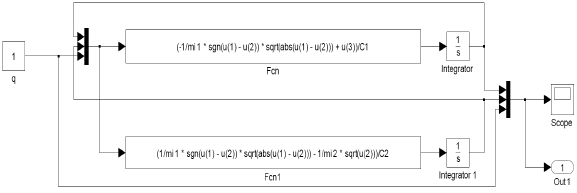 (-1/mi 1 * sgn(u(1) - u(2)) * sqrt(abs(u(1) - u(2))) + u(3))/C1
Fcn
1
s
Integrator
1
q
(1/mi 1 * sgn(u(1) - u(2)) * sqrt(abs(u(1) - u(2))) - 1/mi 2 * sqrt(u(2)))/C2
Fcn1
1
s
Integrator 1
Scope
1
Out 1